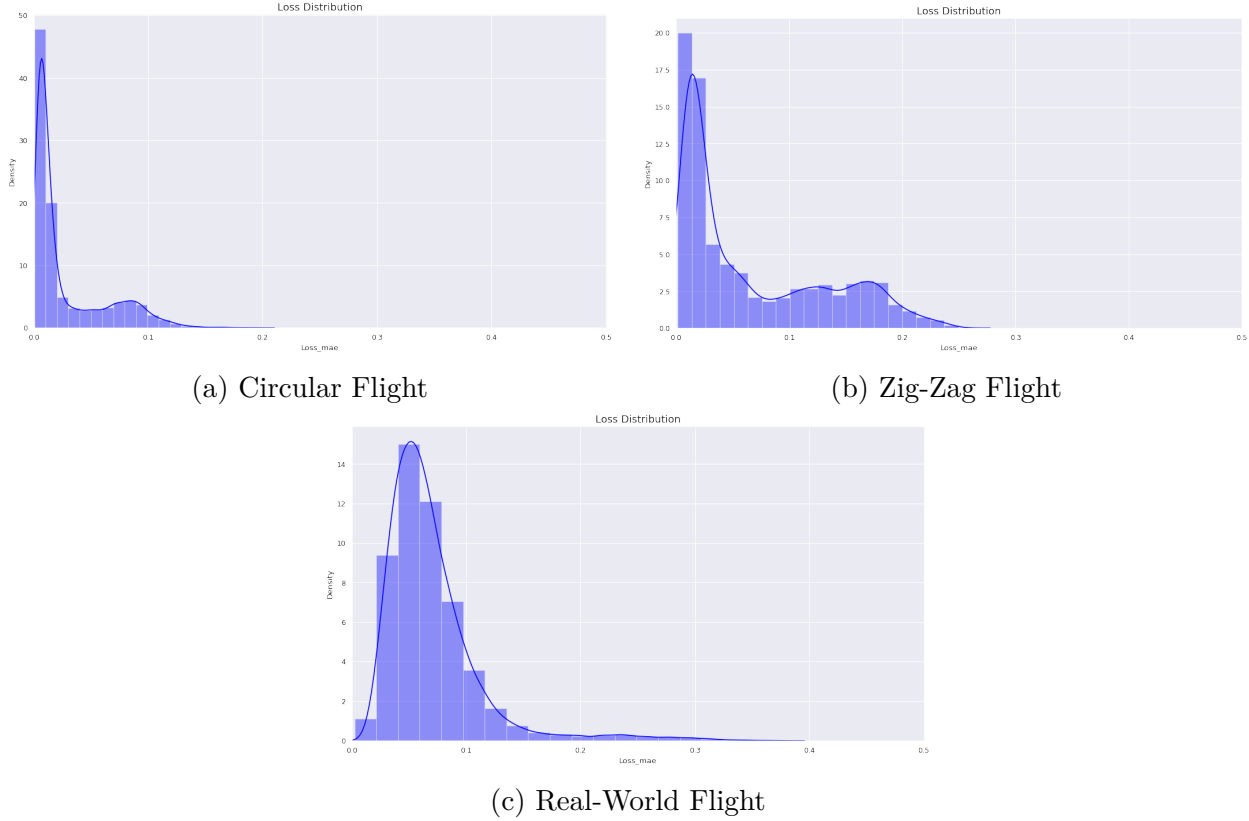 Loss Distribution
50
40
30
20
10
0
Density
0.0 0.1 0.2 0.3 0.4 0.5
Loss_mae
(a) Circular Flight
Loss Distribution
20.0
17.5
15.0
12.5
10.0
7.5
5.0
2.5
0.0
Density
0.0 0.1 0.2 0.3 0.4 0.5
Loss_mae
(b) Zig-Zag Flight
Loss Distribution
14
12
10
8
6
4
2
0
Density
0.0 0.1 0.2 0.3 0.4 0.5
Loss_mae
(c) Real-World Flight